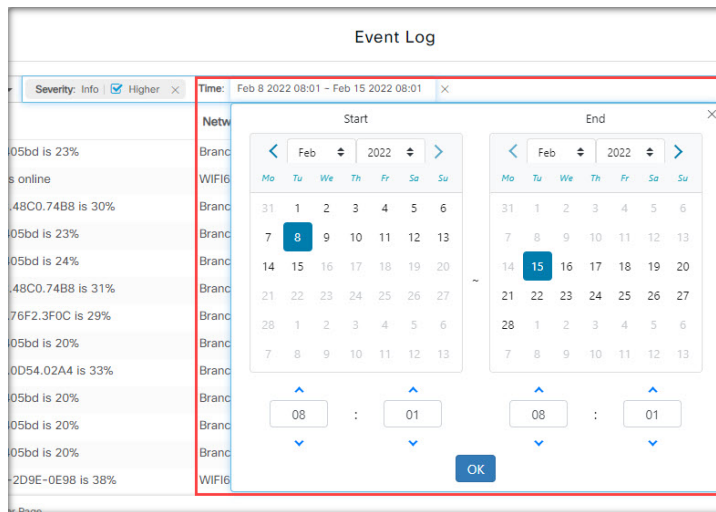 Event Log
Severity: Info | Higher × Time: Feb 8 2022 08:01 - Feb 15 2022 08:01 ×
Netw
405bd is 23% Branc
s online WIFI6
.48C0.74B8 is 30% Branc
405bd is 23% Branc
405bd is 24% Branc
.48C0.74B8 is 31% Branc
.76F2.3F0C is 29% Branc
405bd is 20% Branc
.0D54.02A4 is 33% Branc
405bd is 20% Branc
405bd is 20% Branc
405bd is 20% Branc
-2D9E-0E98 is 38% WIFI6
Page
Start
Feb 2022
Mo Tu We Th Fr Sa Su
31 1 2 3 4 5 6
7 8 9 10 11 12 13
14 15 16 17 18 19 20
21 22 23 24 25 26 27
28 1 2 3 4 5 6
7 8 9 10 11 12 13
08 : 01
~
End
Feb 2022
Mo Tu We Th Fr Sa Su
31 1 2 3 4 5 6
7 8 9 10 11 12 13
14 15 16 17 18 19 20
21 22 23 24 25 26 27
28 1 2 3 4 5 6
7 8 9 10 11 12 13
08 : 01
OK